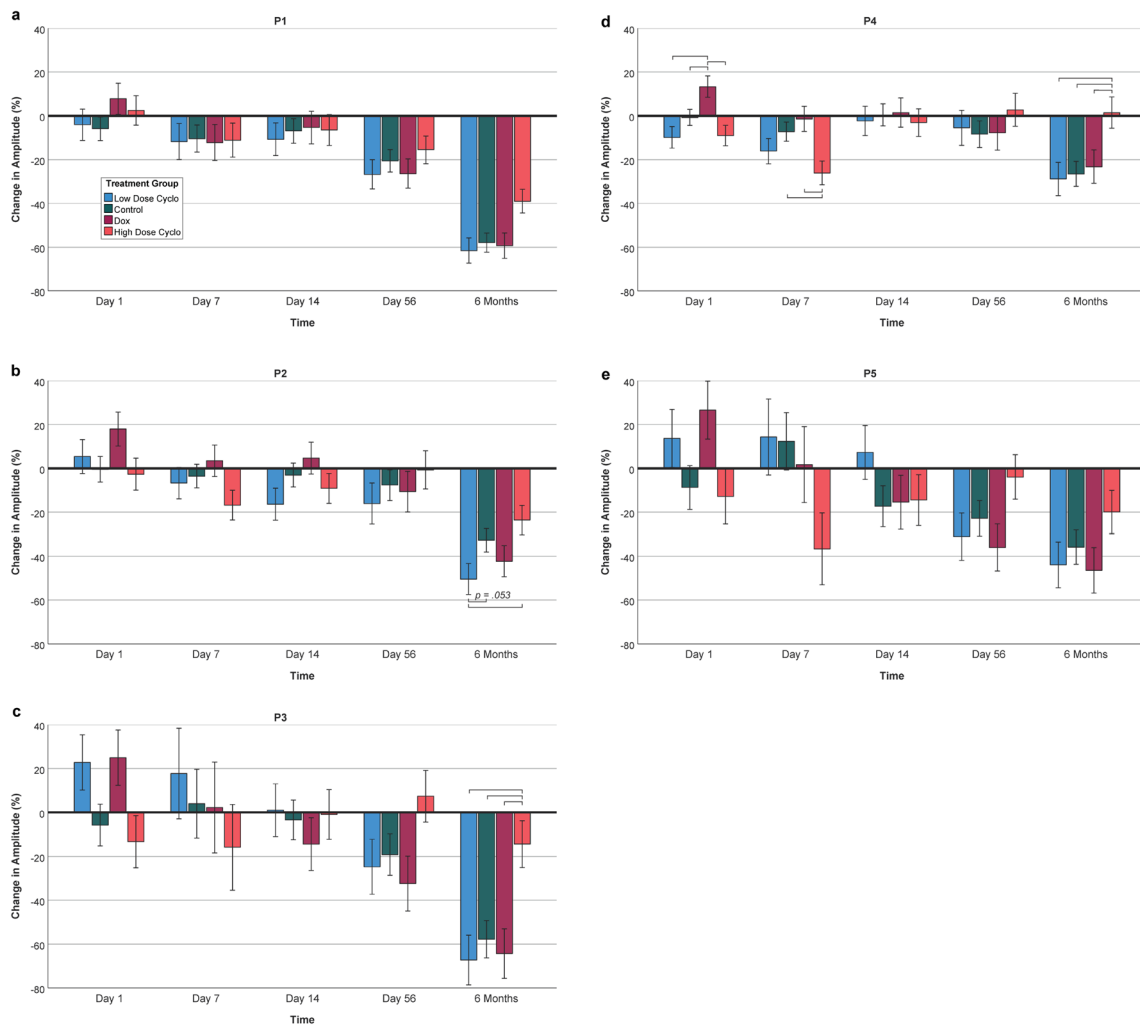 a
P1
Change in Amplitude (%)
40
20
0
-20
-40
-60
-80
Treatment Group
Low Dose Cyclo
Control
Dox
High Dose Cyclo
Day 1 Day 7 Day 14 Day 56 6 Months
Time
b
P2
Change in Amplitude (%)
40
20
0
-20
-40
-60
-80
p = .053
Day 1 Day 7 Day 14 Day 56 6 Months
Time
c
P3
Change in Amplitude (%)
40
20
0
-20
-40
-60
-80
Day 1 Day 7 Day 14 Day 56 6 Months
Time
d
P4
Change in Amplitude (%)
40
20
0
-20
-40
-60
-80
Day 1 Day 7 Day 14 Day 56 6 Months
Time
e
P5
Change in Amplitude (%)
40
20
0
-20
-40
-60
-80
Day 1 Day 7 Day 14 Day 56 6 Months
Time